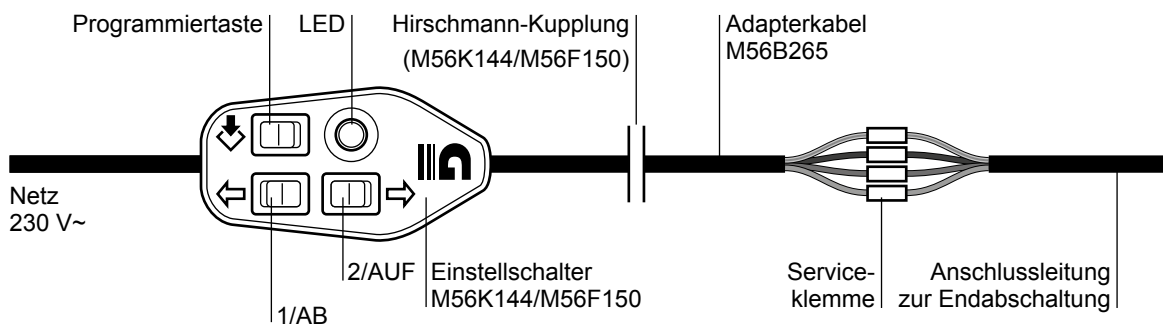 Programmiertaste
LED
Hirschmann-Kupplung
(M56K144/M56F150)
Adapterkabel
M56B265
Netz
230 V~
2/AUF
1/AB
Einstellschalter
M56K144/M56F150
Service-
klemme
Anschlussleitung
zur Endabschaltung